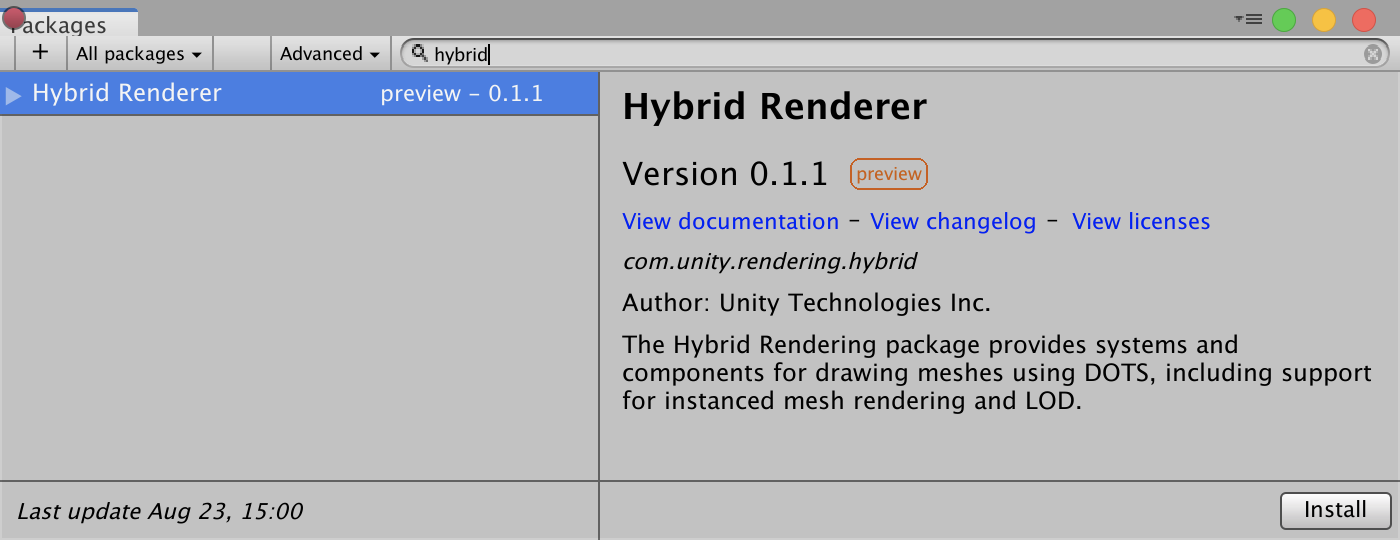 Packages
+ All packages Advanced hybrid
Hybrid Renderer preview – 0.1.1
Hybrid Renderer
Version 0.1.1 preview
View documentation – View changelog – View licenses
com.unity.rendering.hybrid
Author: Unity Technologies Inc.
The Hybrid Rendering package provides systems and
components for drawing meshes using DOTS, including support
for instanced mesh rendering and LOD.
Last update Aug 23, 15:00
Install